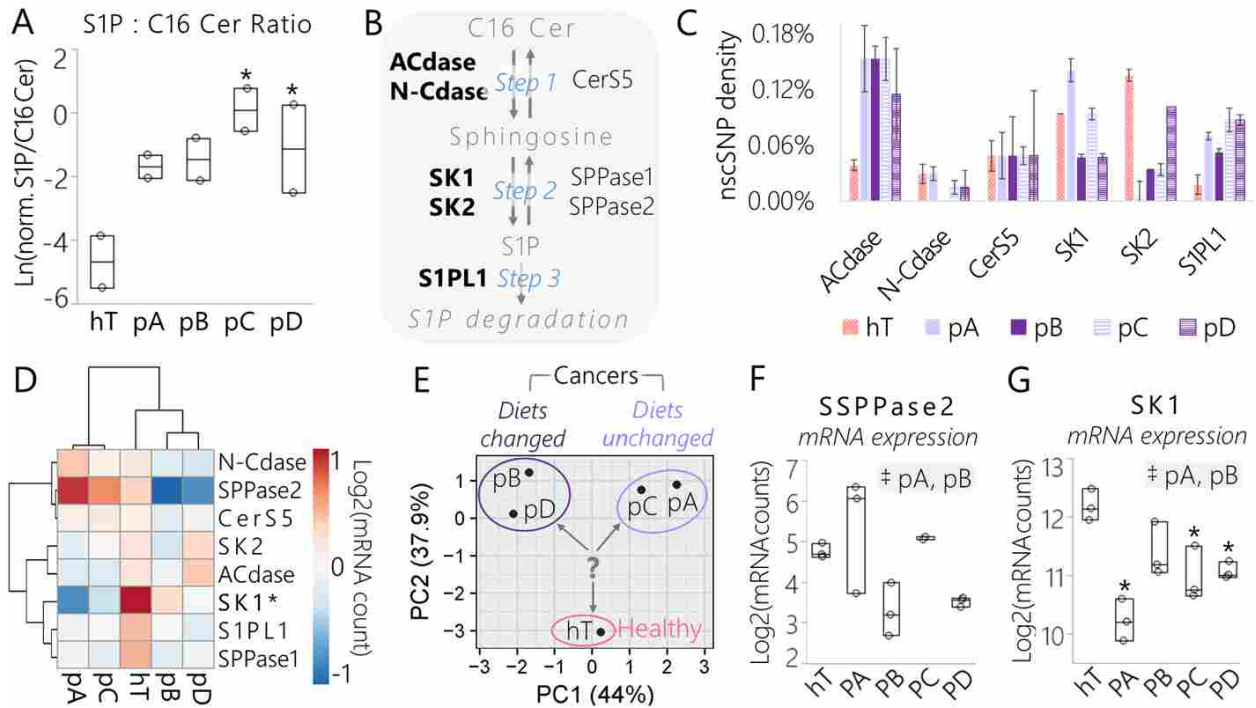 A
S1P : C16 Cer Ratio
Ln(norm. S1P/C16 Cer)
2
0
-2
-4
-6
*
*
hT pA pB pC pD
B
C16 Cer
ACdase
N-Cdase
Step 1
CerS5
Sphingosine
SK1
SK2
Step 2
SPPase1
SPPase2
S1P
S1PL1
Step 3
S1P degradation
C
nscSNP density
0.18%
0.12%
0.06%
0.00%
ACdase
N-Cdase
CerS5
SK1
SK2
S1PL1
hT pA pB pC pD
D
N-Cdase
SPPase2
CerS5
SK2
ACdase
SK1*
S1PL1
SPPase1
pA pC hT pB pD
1
0
-1
Log2(mRNA count)
E
Cancers
Diets changed
Diets unchanged
PC2 (37.9%)
1
0
−1
−2
−3
pB
pD
pC pA
?
hT
Healthy
−3 −2 −1 0 1 2 3
PC1 (44%)
F
SSPPase2
mRNA expression
‡ pA, pB
Log2(mRNA counts)
7
6
5
4
3
2
hT PA PB PC PD
G
SK1
mRNA expression
‡ pA, pB
Log2(mRNA counts)
13
12
11
10
*
*
*
hT PA PB PC PD